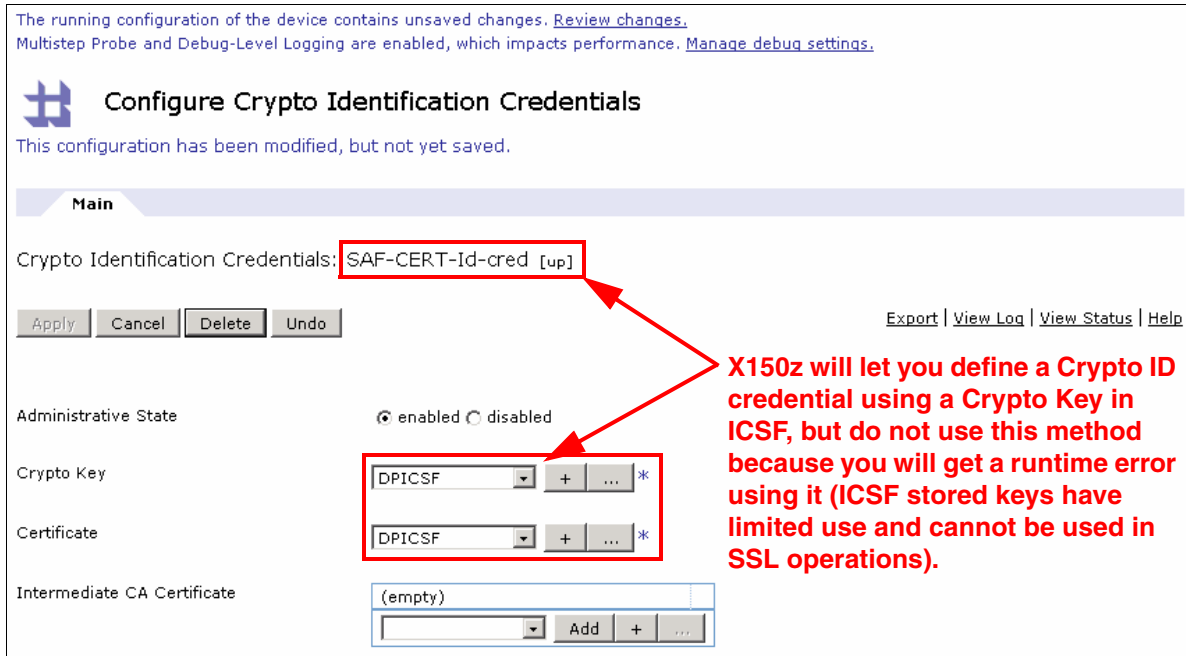 The running configuration of the device contains unsaved changes. Review changes.
Multistep Probe and Debug-Level Logging are enabled, which impacts performance. Manage debug settings.
Configure Crypto Identification Credentials
This configuration has been modified, but not yet saved.
Main
Crypto Identification Credentials: SAF-CERT-Id-cred [up]
Apply Cancel Delete Undo
Export | View Log | View Status | Help
X150z will let you define a Crypto ID
credential using a Crypto Key in
ICSF, but do not use this method
because you will get a runtime error
using it (ICSF stored keys have
limited use and cannot be used in
SSL operations).
Administrative State
enabled disabled
Crypto Key
DPICSF + ... *
Certificate
DPICSF + ... *
Intermediate CA Certificate
(empty)
Add + ...